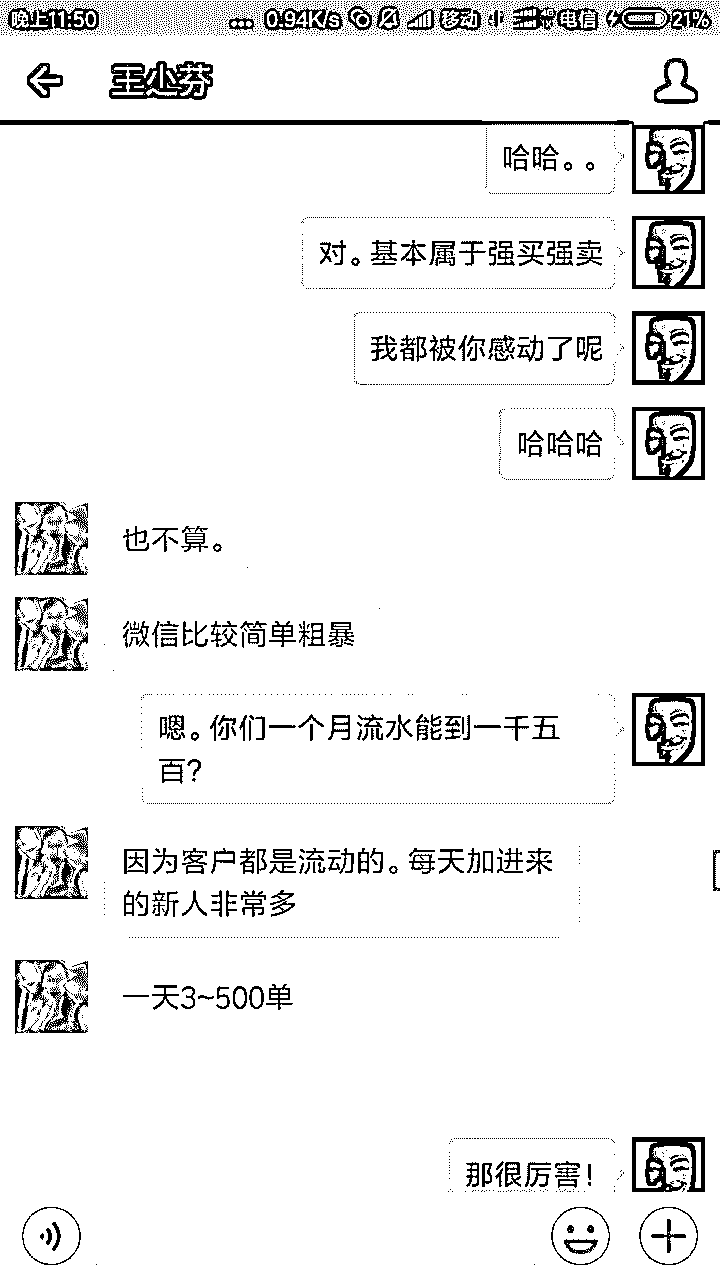 晚上11:50
... 0.94K/s 移动 电信 21%
王小芬
哈哈。。
对。基本属于强买强卖
我都被你感动了呢
哈哈哈
也不算。
微信比较简单粗暴
嗯。你们一个月流水能到一千五
百?
因为客户都是流动的。每天加进来
的新人非常多
一天3~500单
那很厉害!